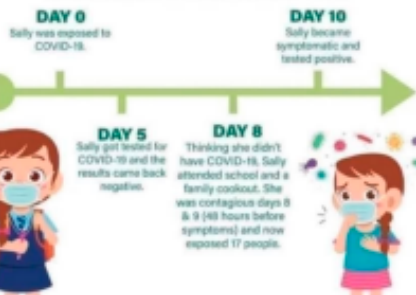 DAY 0
Sally was exposed to
COVID-19.
DAY 5
Sally got tested for
COVID-19 and the
results came back
negative.
DAY 8
Thinking she didn't
have COVID-19, Sally
attended school and a
family cookout. She
was contagious days 8
& 9 (48 hours before
symptoms) and now
exposed 17 people.
DAY 10
Sally became
symptomatic and
tested positive.